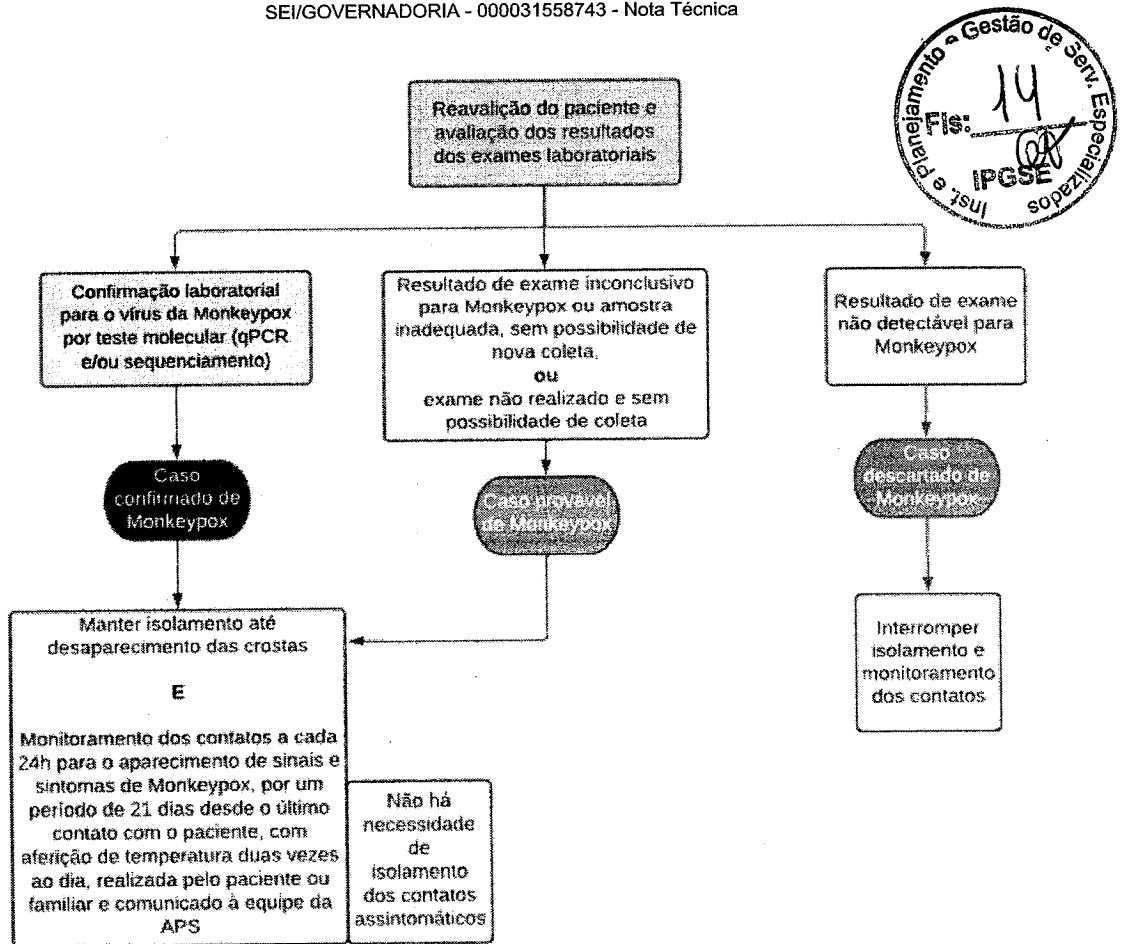 SEI/GOVERNADORIA - 000031558743 - Nota Técnica
Inst. e Planejamento e Gestão de Serv. Especializados
Fls: 14
IPGSE
Reavalição do paciente e
avaliação dos resultados
dos exames laboratoriais
Confirmação laboratorial
para o vírus da Monkeypox
por teste molecular (qPCR
e/ou sequenciamento)
Resultado de exame inconclusivo
para Monkeypox ou amostra
inadequada, sem possibilidade de
nova coleta,
ou
exame não realizado e sem
possibilidade de coleta
Resultado de exame
não detectável para
Monkeypox
Caso
confirmado de
Monkeypox
Caso provável
de Monkeypox
Caso
descartado de
Monkeypox
Manter isolamento até
desaparecimento das crostas
E
Monitoramento dos contatos a cada
24h para o aparecimento de sinais e
sintomas de Monkeypox, por um
período de 21 dias desde o último
contato com o paciente, com
aferição de temperatura duas vezes
ao dia, realizada pelo paciente ou
familiar e comunicado à equipe da
APS
Não há
necessidade
de
isolamento
dos contatos
assintomáticos
Interromper
isolamento e
monitoramento
dos contatos